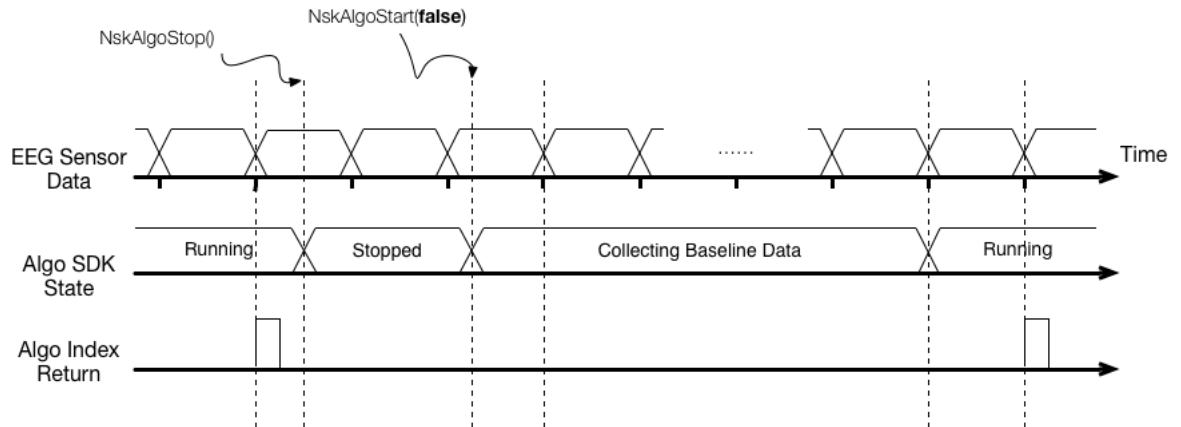 NskAlgoStart(false)
NskAlgoStop()
EEG Sensor
Data
......
Time
Running
Stopped
Collecting Baseline Data
Running
Algo SDK
State
Algo Index
Return